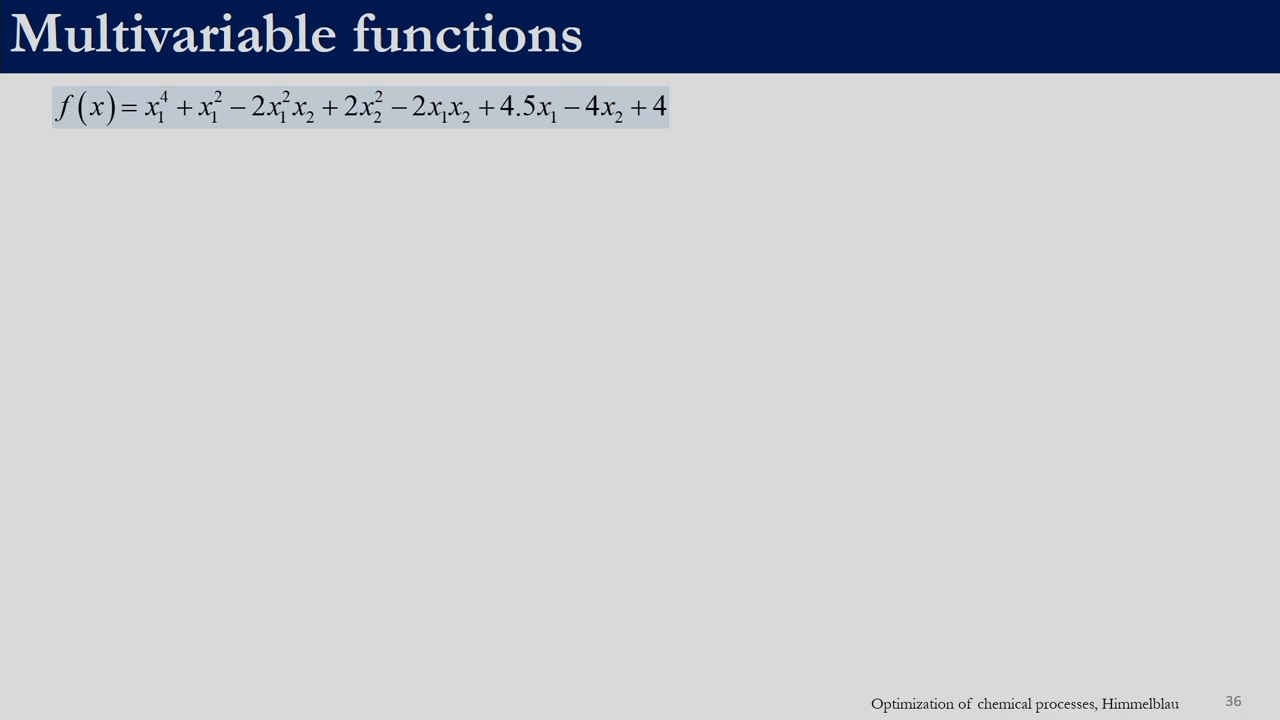 Multivariable functions
f(x) = x₁⁴ + x₁² − 2x₁²x₂ + 2x₂² − 2x₁x₂ + 4.5x₁ − 4x₂ + 4
Optimization of chemical processes, Himmelblau
36